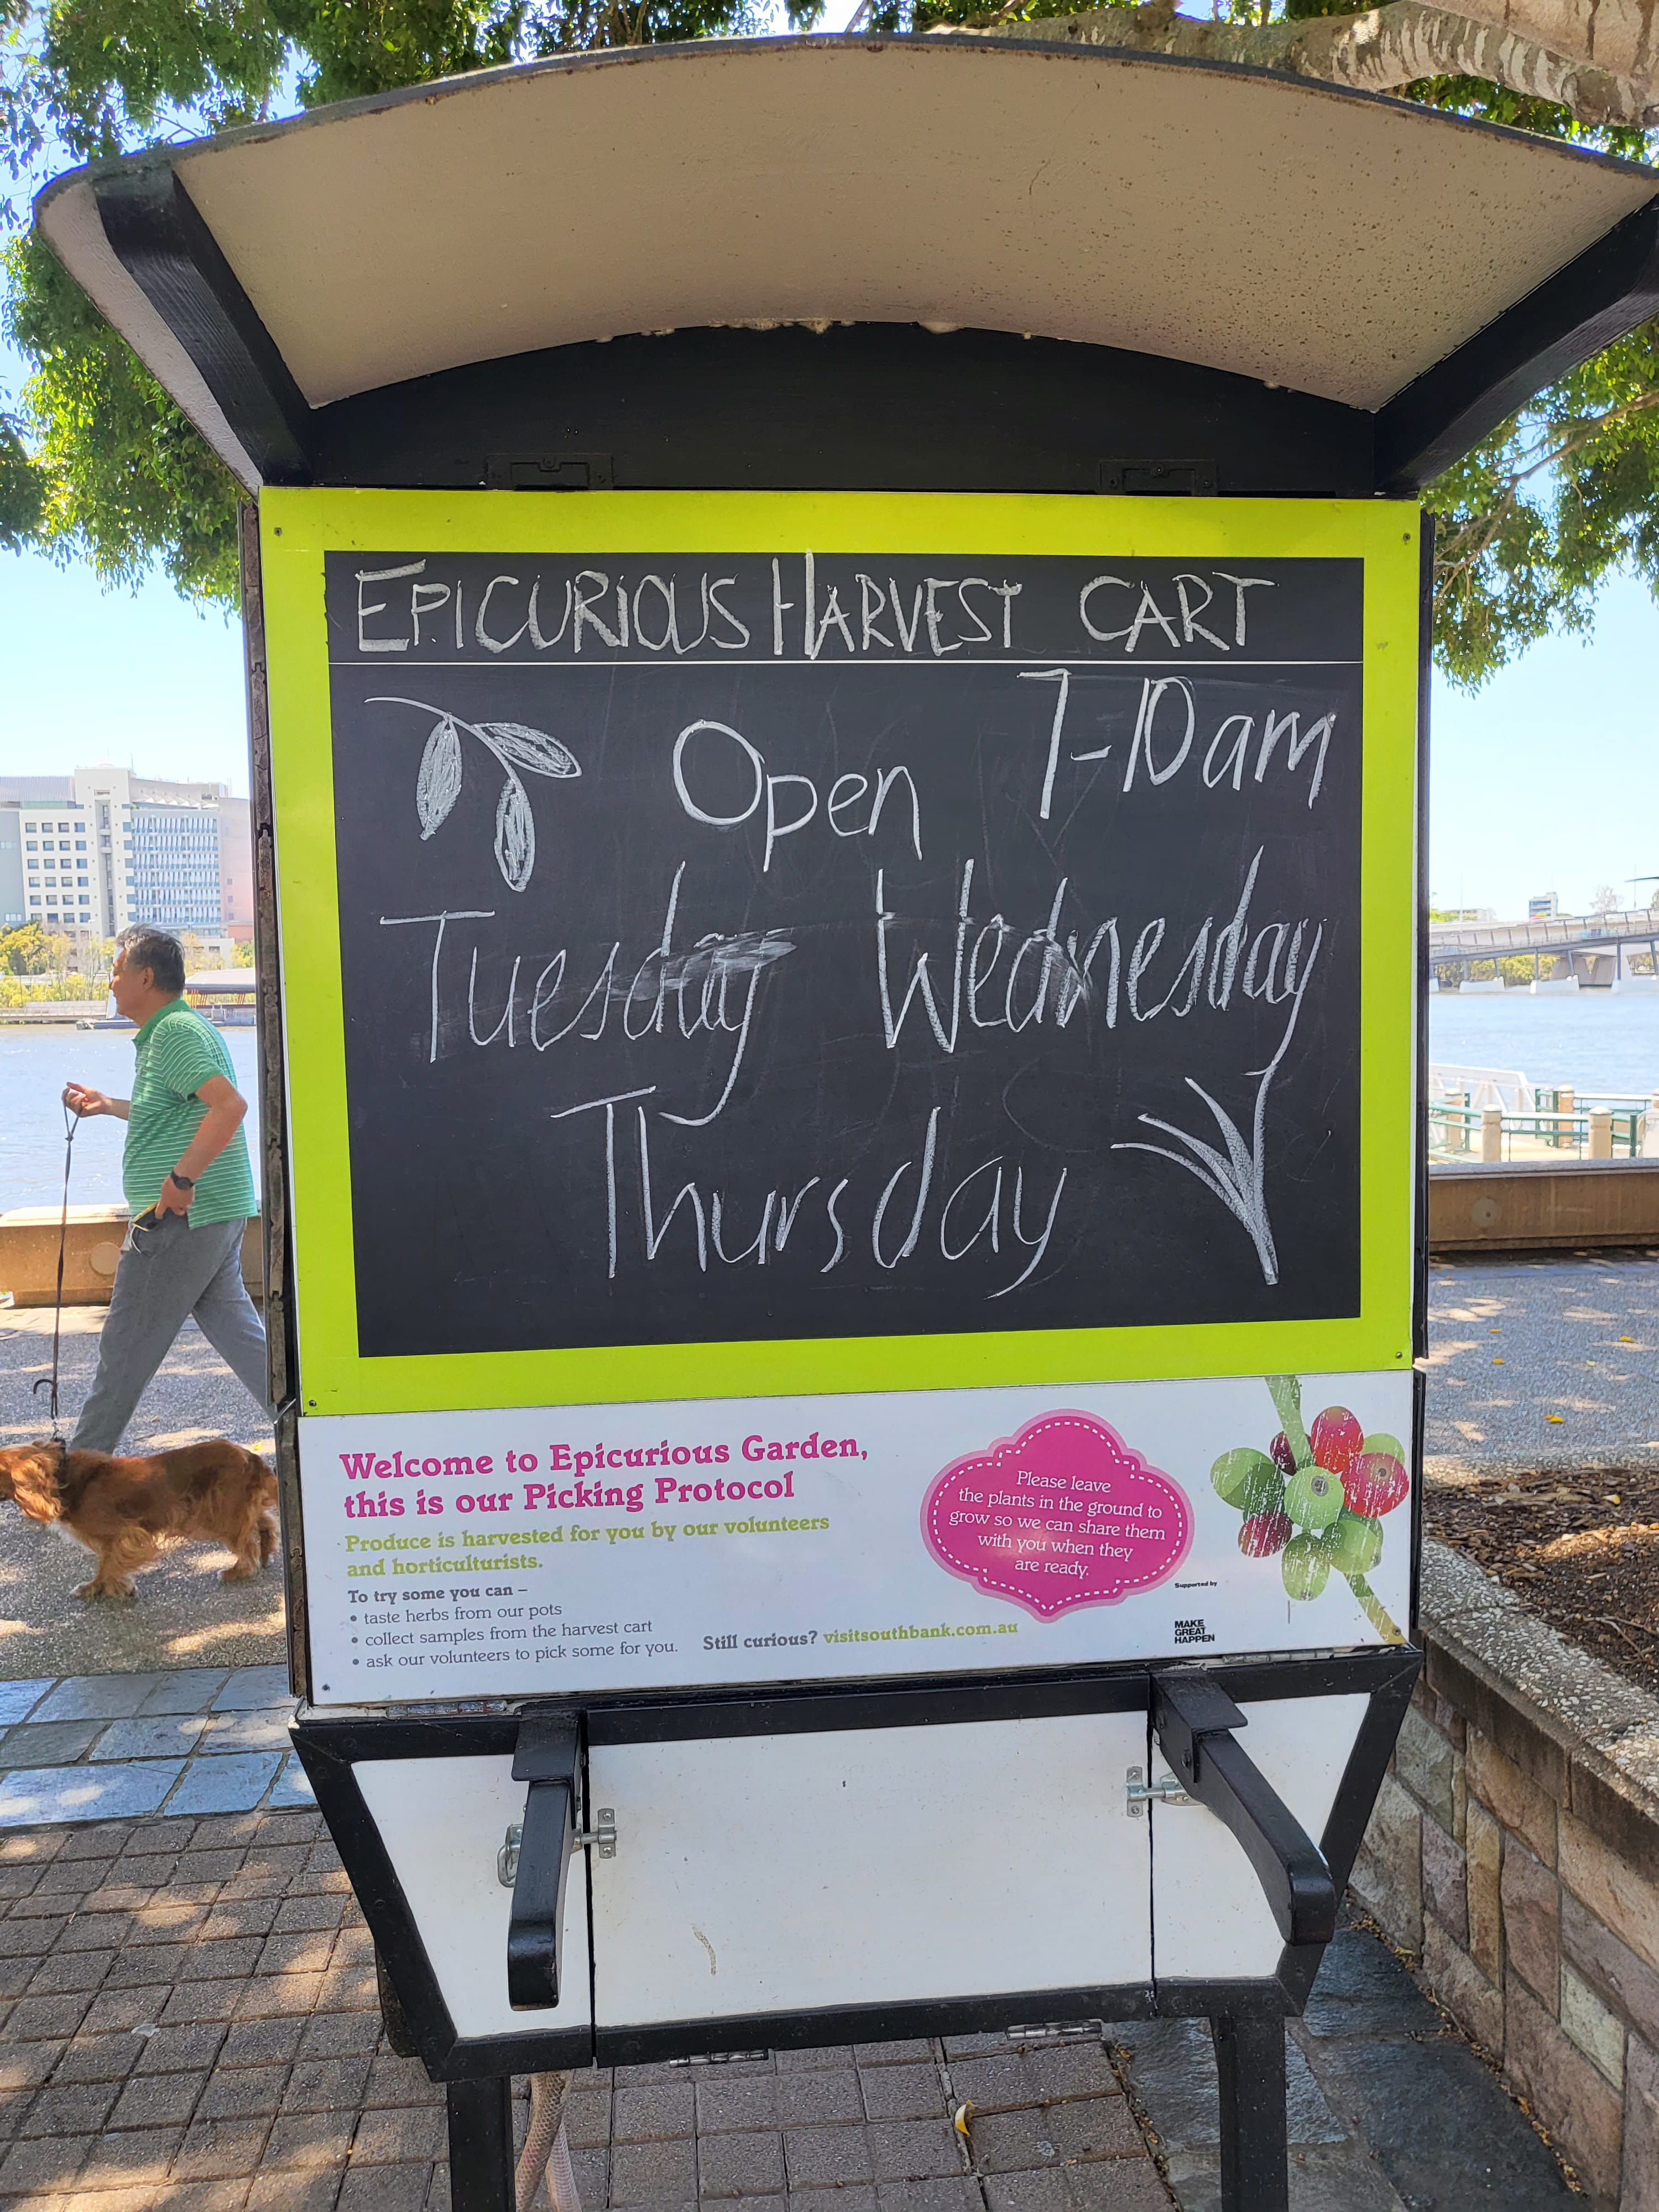 EPICURIOUS HARVEST CART
Open 7-10am
Tuesday Wednesday
Thursday
Welcome to Epicurious Garden,
this is our Picking Protocol
Produce is harvested for you by our volunteers
and horticulturists.
To try some you can –
• taste herbs from our pots
• collect samples from the harvest cart
• ask our volunteers to pick some for you.
Still curious? visitsouthbank.com.au
Please leave
the plants in the ground to
grow so we can share them
with you when they
are ready.
Supported by
MAKE
GREAT
HAPPEN